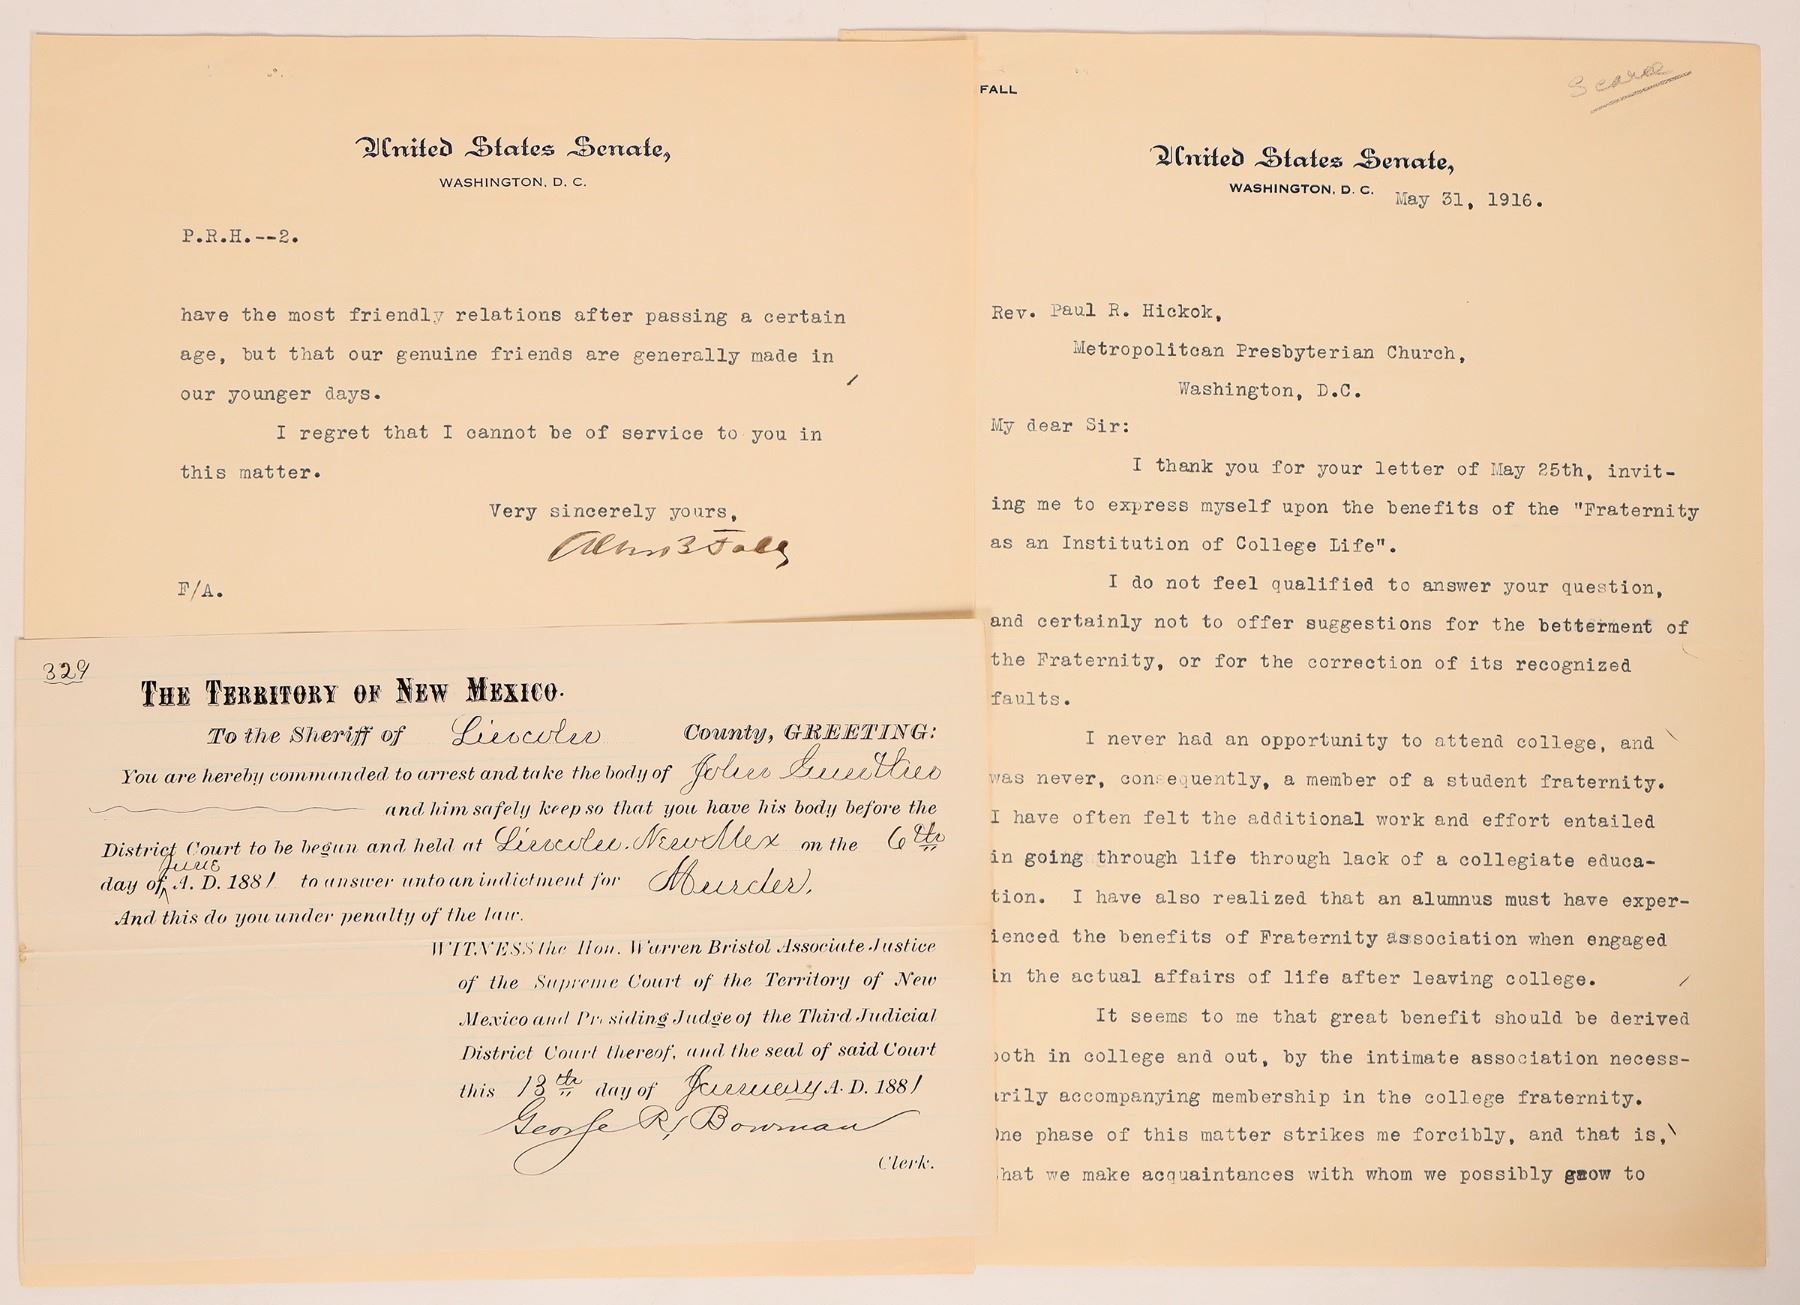 United States Senate,
WASHINGTON, D. C.
P.R.H.--2.
have the most friendly relations after passing a certain
age, but that our genuine friends are generally made in
our younger days.
I regret that I cannot be of service to you in
this matter.
Very sincerely yours,
Albert B Fall
F/A.
329
THE TERRITORY OF NEW MEXICO.
To the Sheriff of Lincoln County, GREETING:
You are hereby commanded to arrest and take the body of John Gunther
and him safely keep so that you have his body before the
District Court to be begun and held at Lincoln. New Mex on the 6th
june
day of A. D. 1881 to answer unto an indictment for Murder.
And this do you under penalty of the law.
WITNESS the Hon. Warren Bristol Associate Justice
of the Supreme Court of the Territory of New
Mexico and Presiding Judge of the Third Judicial
District Court thereof, and the seal of said Court
this 13th day of January A. D. 1881
George R, Bowman
Clerk.
FALL
Scarce
United States Senate,
WASHINGTON, D. C. May 31, 1916.
Rev. Paul R. Hickok,
Metropolitcan Presbyterian Church,
Washington, D.C.
My dear Sir:
I thank you for your letter of May 25th, invit-
ing me to express myself upon the benefits of the "Fraternity
as an Institution of College Life".
I do not feel qualified to answer your question,
and certainly not to offer suggestions for the betterment of
the Fraternity, or for the correction of its recognized
faults.
I never had an opportunity to attend college, and
was never, consequently, a member of a student fraternity.
I have often felt the additional work and effort entailed
in going through life through lack of a collegiate educa-
tion. I have also realized that an alumnus must have exper-
ienced the benefits of Fraternity association when engaged
in the actual affairs of life after leaving college.
It seems to me that great benefit should be derived
both in college and out, by the intimate association necess-
arily accompanying membership in the college fraternity.
One phase of this matter strikes me forcibly, and that is,
that we make acquaintances with whom we possibly grow to